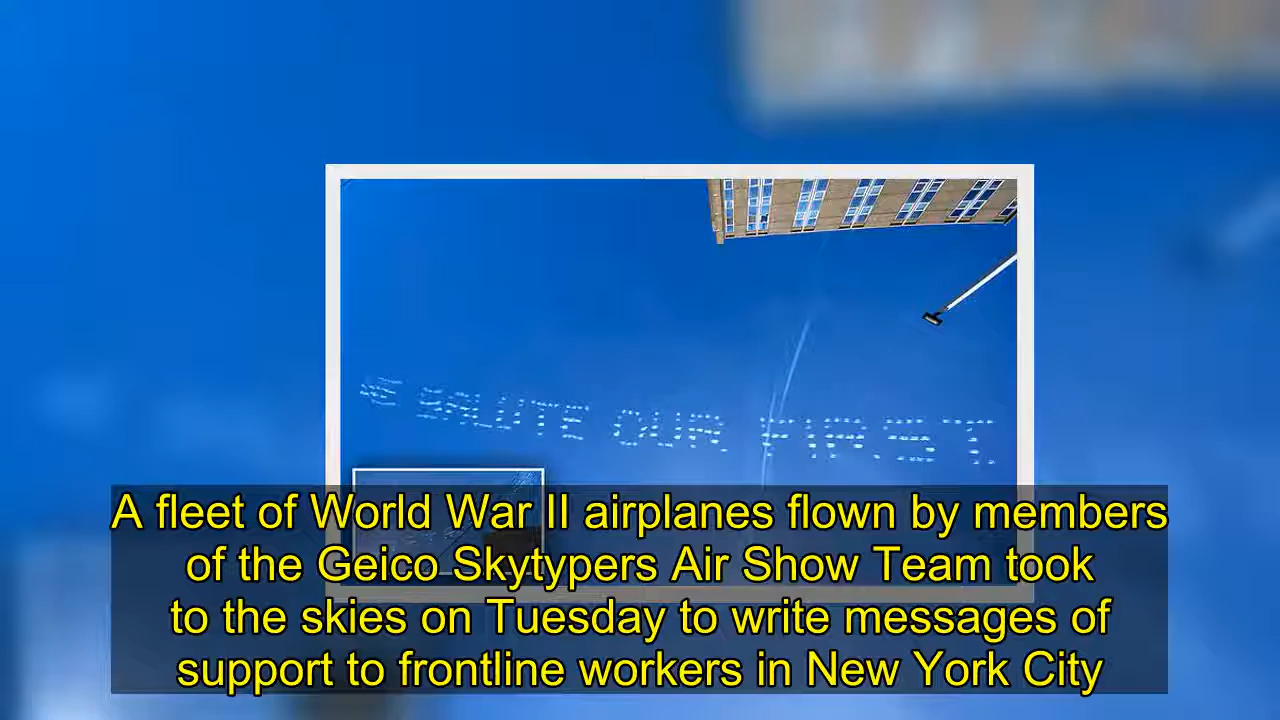 WE SALUTE OUR FIRST
A fleet of World War II airplanes flown by members
of the Geico Skytypers Air Show Team took
to the skies on Tuesday to write messages of
support to frontline workers in New York City